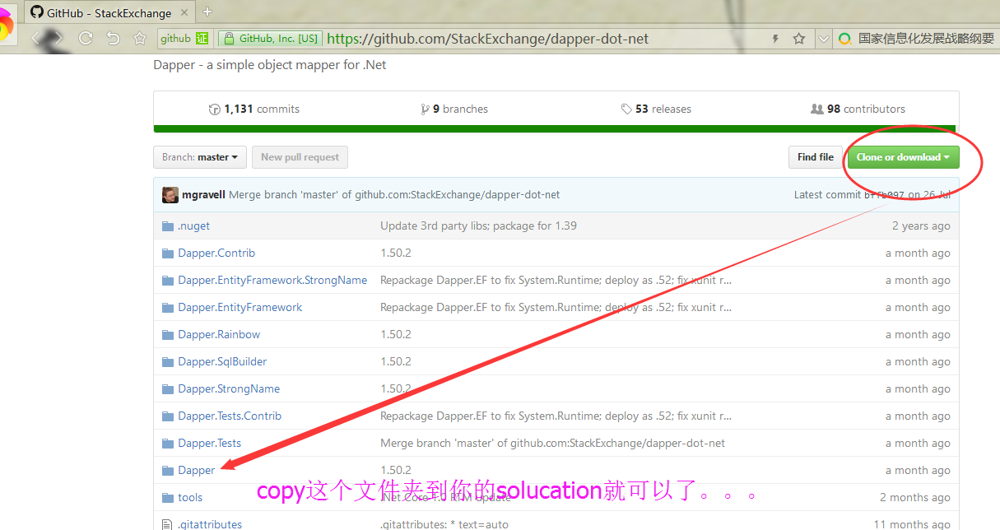 GitHub - StackExchange
github 证 GitHub, Inc. [US] https://github.com/StackExchange/dapper-dot-net 国家信息化发展战略纲要
Dapper - a simple object mapper for .Net
1,131 commits 9 branches 53 releases 98 contributors
Branch: master New pull request Find file Clone or download
mgravell Merge branch 'master' of github.com:StackExchange/dapper-dot-net Latest commit bffb097 on 26 Jul
.nuget Update 3rd party libs; package for 1.39 2 years ago
Dapper.Contrib 1.50.2 a month ago
Dapper.EntityFramework.StrongName Repackage Dapper.EF to fix System.Runtime; deploy as .52; fix xunit r... a month ago
Dapper.EntityFramework Repackage Dapper.EF to fix System.Runtime; deploy as .52; fix xunit r... a month ago
Dapper.Rainbow 1.50.2 a month ago
Dapper.SqlBuilder 1.50.2 a month ago
Dapper.StrongName 1.50.2 a month ago
Dapper.Tests.Contrib Repackage Dapper.EF to fix System.Runtime; deploy as .52; fix xunit r... a month ago
Dapper.Tests Merge branch 'master' of github.com:StackExchange/dapper-dot-net a month ago
Dapper 1.50.2 a month ago
copy这个文件夹到你的solucation就可以了。。。
tools .Net Core 1.0 RTM update 2 months ago
.gitattributes .gitattributes: * text=auto 11 months ago